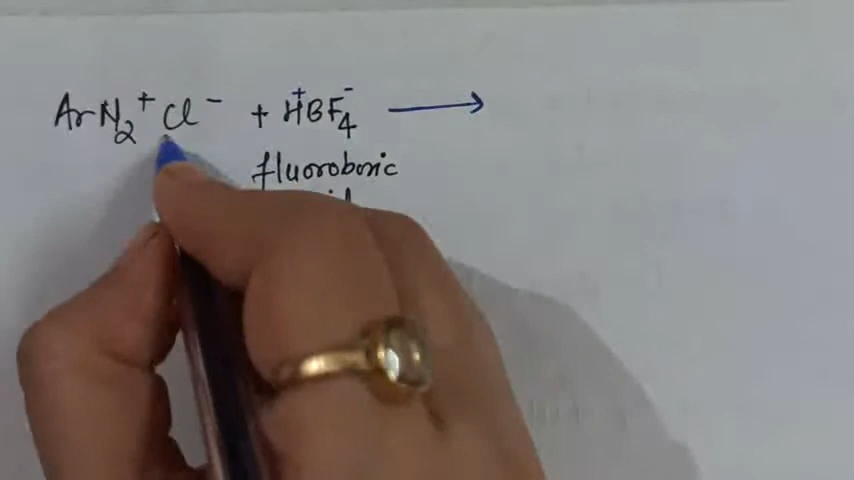 ArN₂⁺Cl⁻ + H⁺BF₄⁻ ⟶
fluoroboric